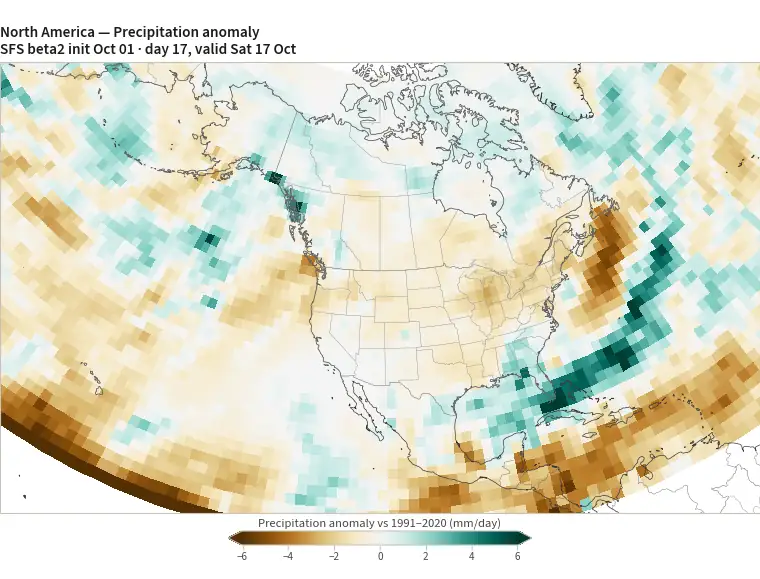 North America — Precipitation anomaly
SFS beta2 init Oct 01 · day 17, valid Sat 17 Oct
Precipitation anomaly vs 1991–2020 (mm/day)
−6 −4 −2 0 2 4 6